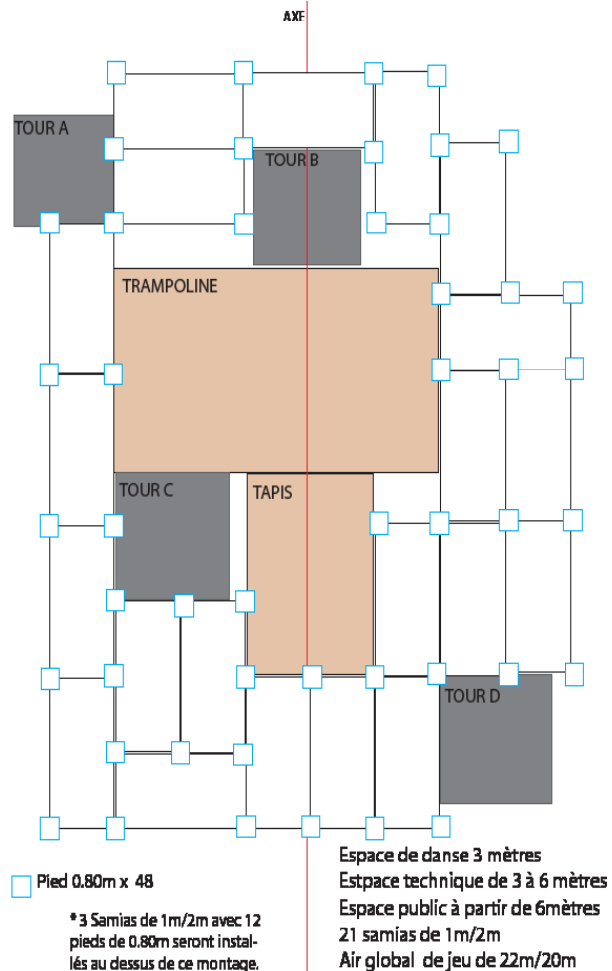 AXE
TOUR A
TOUR B
TRAMPOLINE
TOUR C
TAPIS
TOUR D
Pied 0.80m x 48
* 3 Samias de 1m/2m avec 12
pieds de 0.80m seront instal-
lés au dessus de ce montage.
Espace de danse 3 mètres
Estpace technique de 3 à 6 mètres
Espace public à partir de 6mètres
21 samias de 1m/2m
Air global de jeu de 22m/20m